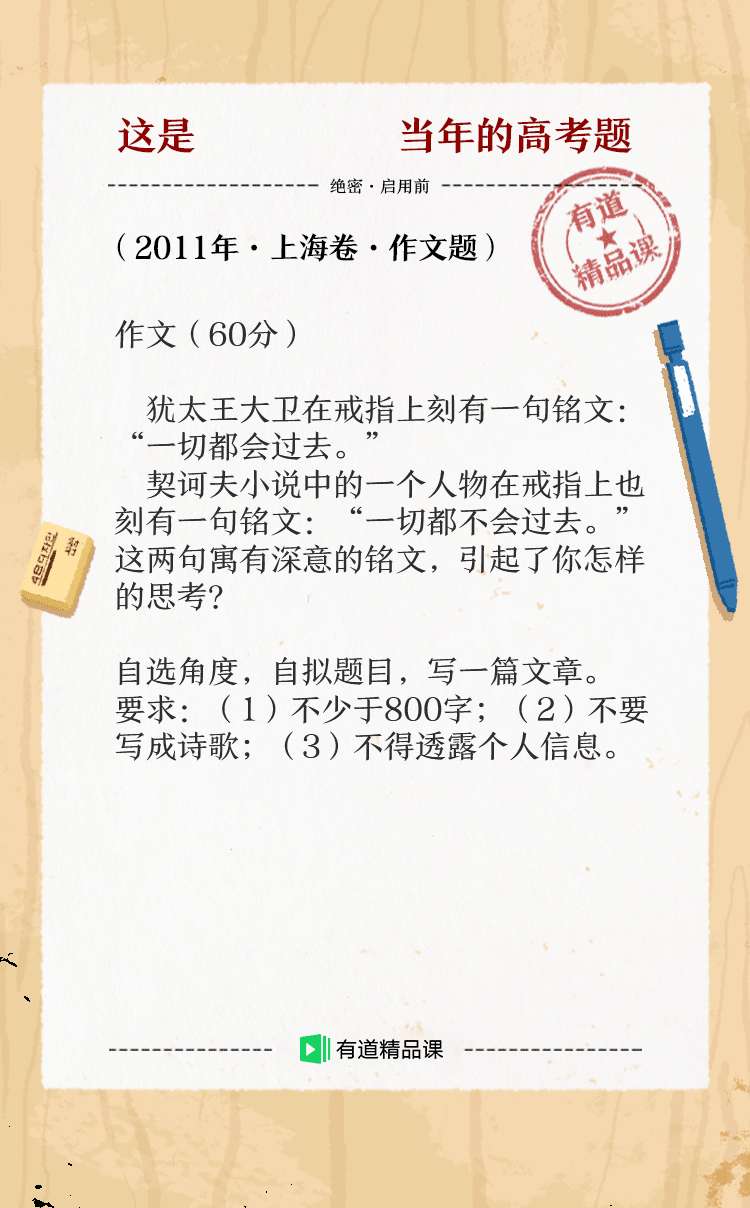 这是 当年的高考题
绝密·启用前
有道
精品课
（2011年·上海卷·作文题）
作文（60分）
犹太王大卫在戒指上刻有一句铭文：
“一切都会过去。”
契诃夫小说中的一个人物在戒指上也
刻有一句铭文：“一切都不会过去。”
这两句寓有深意的铭文，引起了你怎样
的思考？
自选角度，自拟题目，写一篇文章。
要求：（1）不少于800字；（2）不要
写成诗歌；（3）不得透露个人信息。
有道精品课